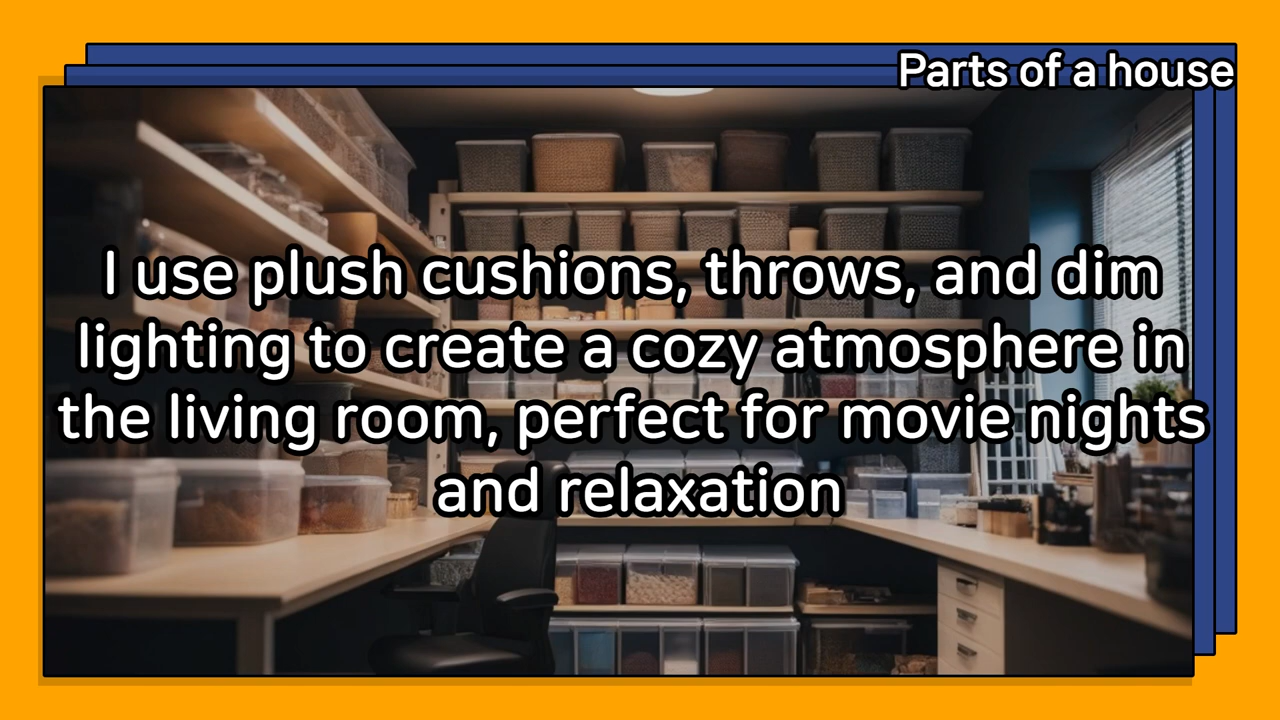 Parts of a house
I use plush cushions, throws, and dim
lighting to create a cozy atmosphere in
the living room, perfect for movie nights
and relaxation